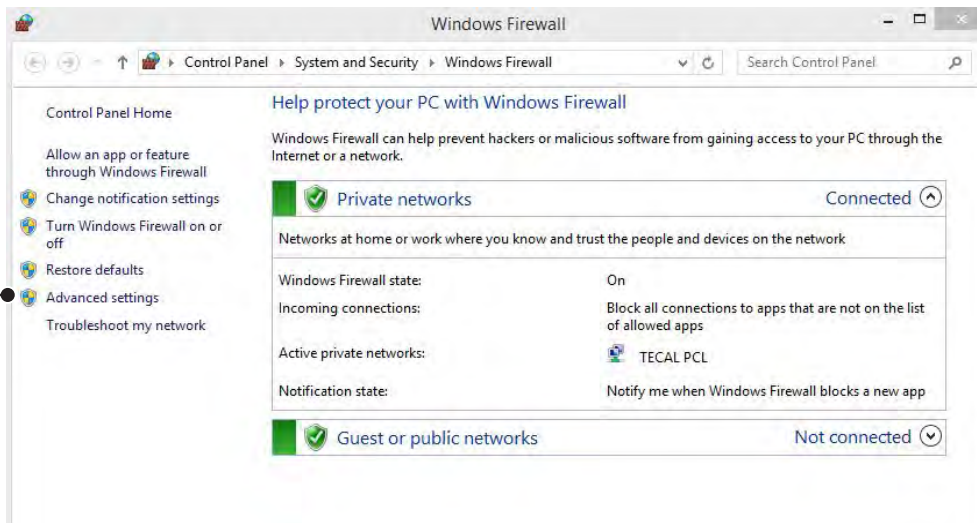 Windows Firewall
Control Panel
System and Security
Windows Firewall
Search Control Panel
Control Panel Home
Allow an app or feature
through Windows Firewall
Change notification settings
Turn Windows Firewall on or
off
Restore defaults
Advanced settings
Troubleshoot my network
Help protect your PC with Windows Firewall
Windows Firewall can help prevent hackers or malicious software from gaining access to your PC through the
Internet or a network.
Private networks Connected
Networks at home or work where you know and trust the people and devices on the network
Windows Firewall state: On
Incoming connections: Block all connections to apps that are not on the list
of allowed apps
Active private networks: TECAL PCL
Notification state: Notify me when Windows Firewall blocks a new app
Guest or public networks Not connected